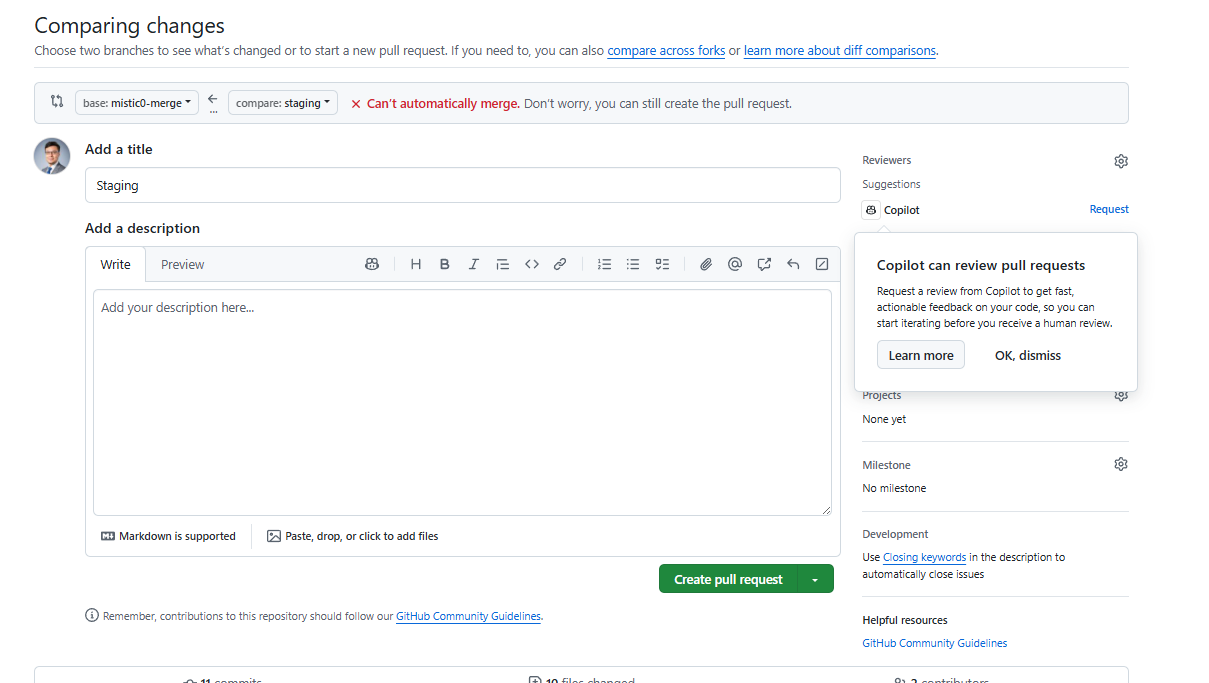 Comparing changes
Choose two branches to see what's changed or to start a new pull request. If you need to, you can also compare across forks or learn more about diff comparisons.
base: mistic0-merge
...
compare: staging
Can't automatically merge. Don't worry, you can still create the pull request.
Add a title
Staging
Add a description
Write
Preview
H B I
Add your description here...
Markdown is supported
Paste, drop, or click to add files
Create pull request
Remember, contributions to this repository should follow our GitHub Community Guidelines.
Reviewers
Suggestions
Copilot
Request
Copilot can review pull requests
Request a review from Copilot to get fast,
actionable feedback on your code, so you can
start iterating before you receive a human review.
Learn more
OK, dismiss
Projects
None yet
Milestone
No milestone
Development
Use Closing keywords in the description to
automatically close issues
Helpful resources
GitHub Community Guidelines
11 commits
10 files changed
2 contributors